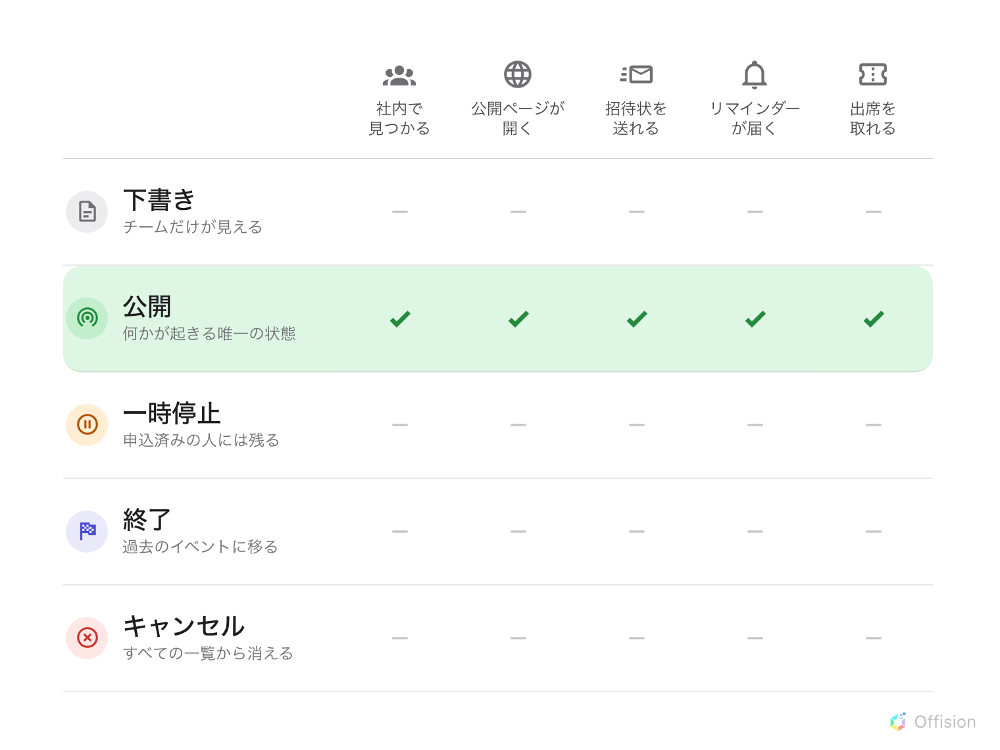 社内で
見つかる
公開ページが
開く
招待状を
送れる
リマインダー
が届く
出席を
取れる
下書き
チームだけが見える
公開
何かが起きる唯一の状態
一時停止
申込済みの人には残る
終了
過去のイベントに移る
キャンセル
すべての一覧から消える
Offision